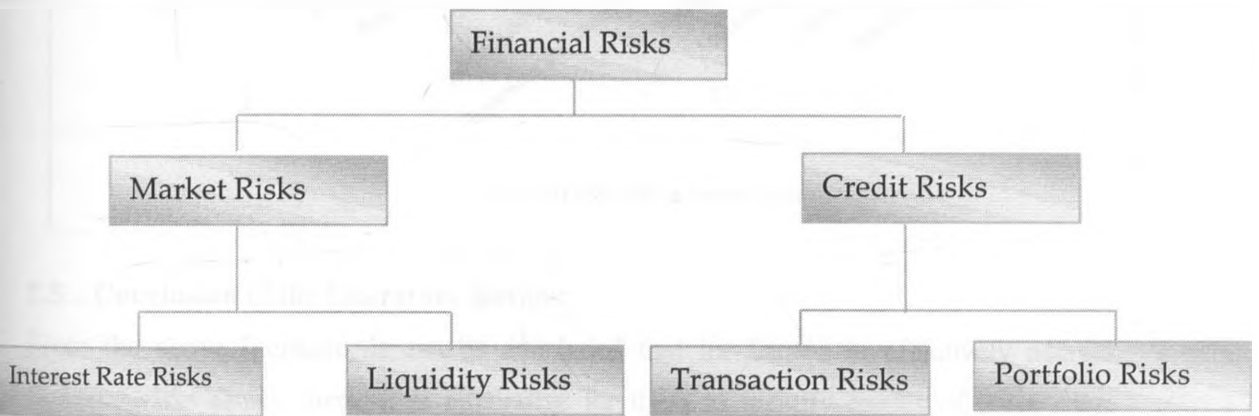 Financial Risks
Market Risks
Credit Risks
Interest Rate Risks
Liquidity Risks
Transaction Risks
Portfolio Risks